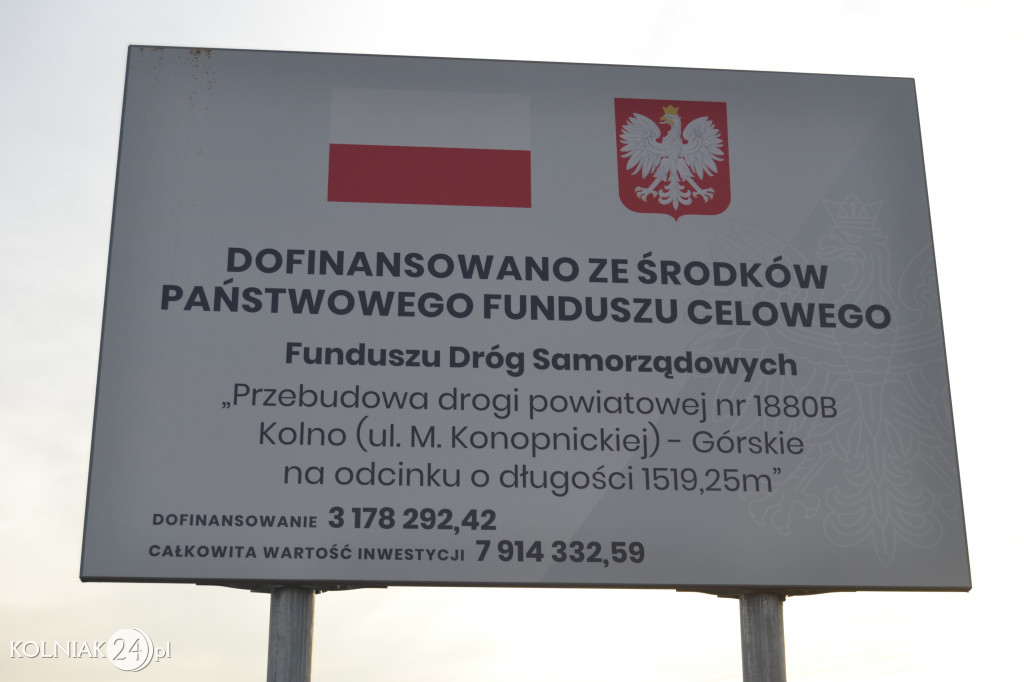 DOFINANSOWANO ZE ŚRODKÓW
PAŃSTWOWEGO FUNDUSZU CELOWEGO
Funduszu Dróg Samorządowych
„Przebudowa drogi powiatowej nr 1880B
Kolno (ul. M. Konopnickiej) - Górskie
na odcinku o długości 1519,25m”
DOFINANSOWANIE 3 178 292,42
CAŁKOWITA WARTOŚĆ INWESTYCJI 7 914 332,59
KOLNIAK24.pl